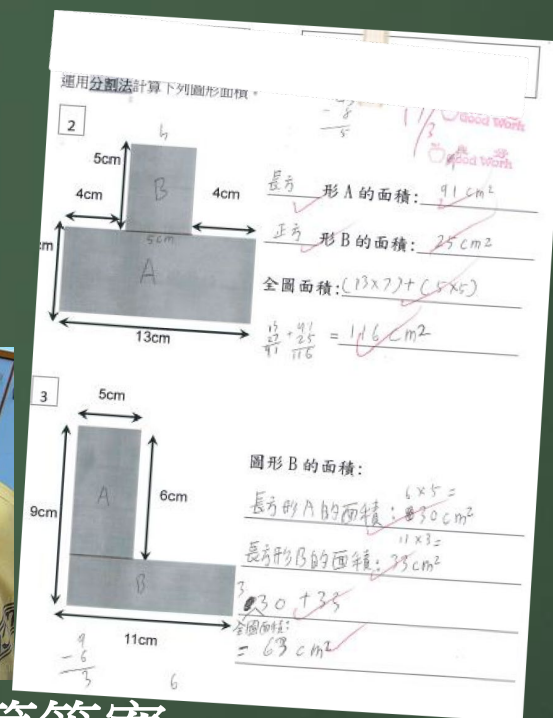 運用分割法計算下列圖形面積。
2
5cm
4cm
B
4cm
5cm
A
13cm
長方 形 A 的面積: 91 cm²
正方 形 B 的面積: 25 cm²
全圖面積:(13×7)+(5×5)
= 116 cm²
Good Work
Good Work
3
5cm
A
9cm
6cm
B
11cm
9
- 6
3
6
圖形 B 的面積:
6×5=
長方形A的面積:30 cm²
11×3=
長方形B的面積:33 cm²
30+33
全圖面積:
= 63 cm²